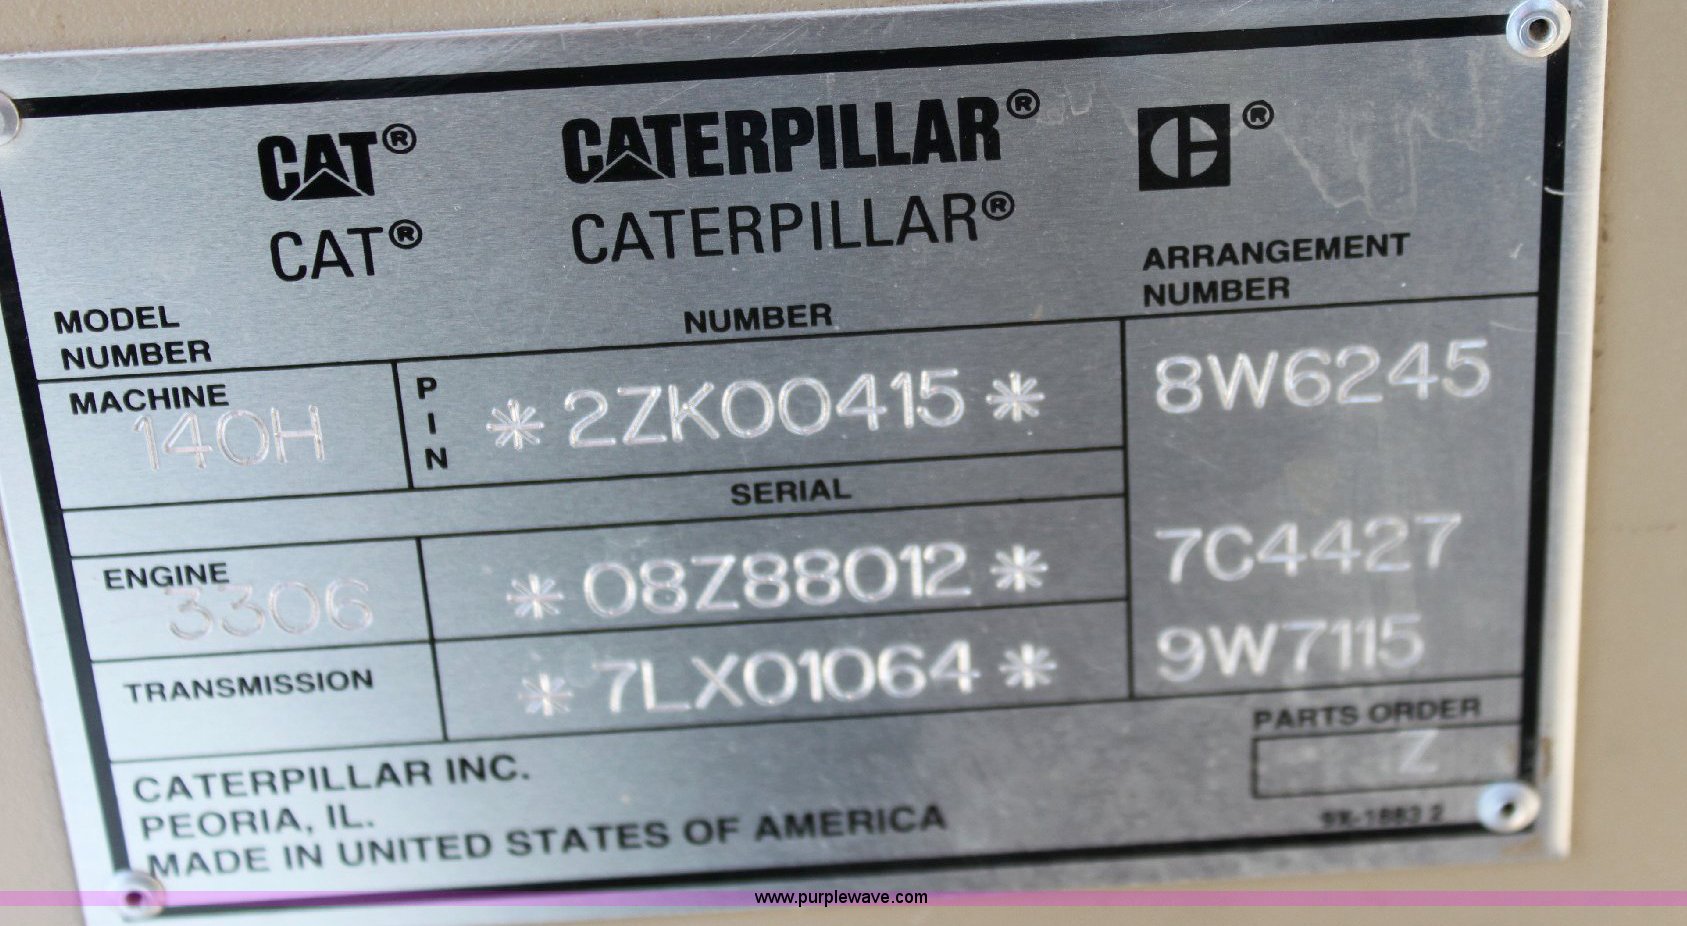 CAT® CATERPILLAR® ®
CAT® CATERPILLAR®
MODEL NUMBER
NUMBER
ARRANGEMENT NUMBER
MACHINE 140H
PIN *2ZK00415* 8W6245
SERIAL
ENGINE 3306 *08Z88012* 7C4427
TRANSMISSION *7LX01064* 9W7115
PARTS ORDER
Z
CATERPILLAR INC.
PEORIA, IL.
MADE IN UNITED STATES OF AMERICA
www.purplewave.com